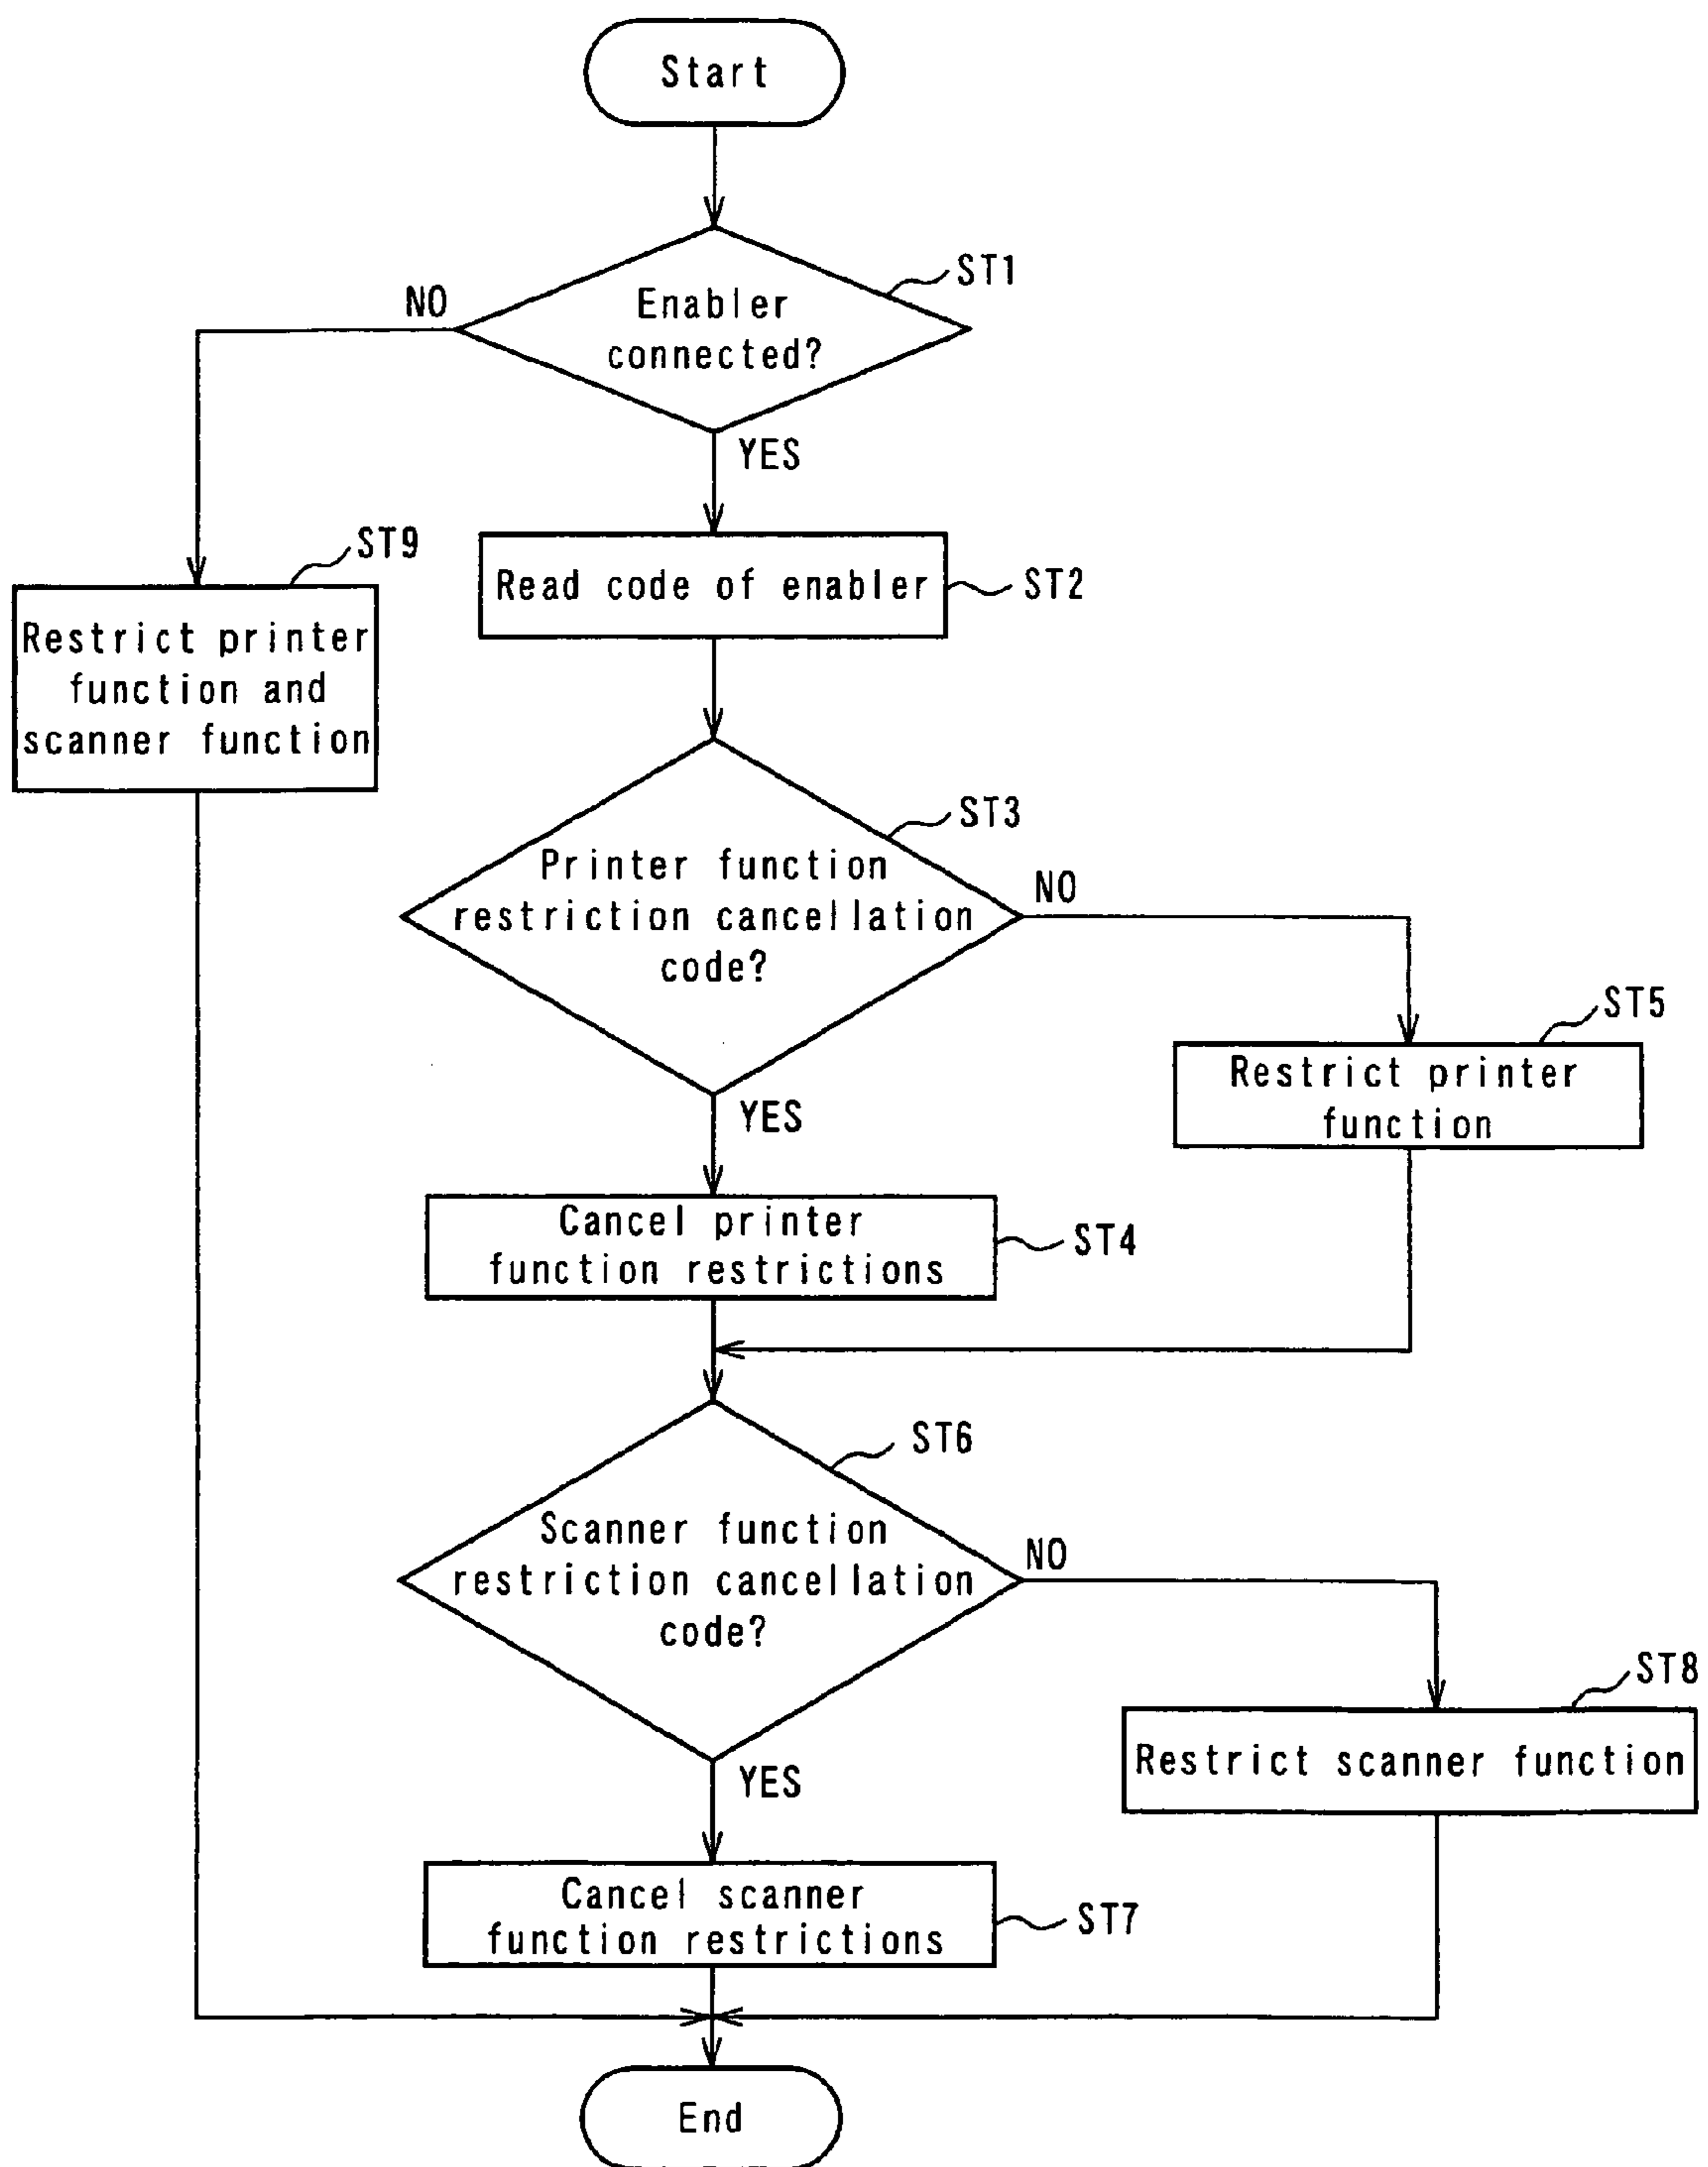 Start
ST1
NO
Enabler
connected?
YES
ST9
Restrict printer
function and
scanner function
Read code of enabler
ST2
ST3
Printer function
restriction cancellation
code?
NO
ST5
Restrict printer
function
YES
Cancel printer
function restrictions
ST4
ST6
Scanner function
restriction cancellation
code?
NO
ST8
Restrict scanner function
YES
Cancel scanner
function restrictions
ST7
End